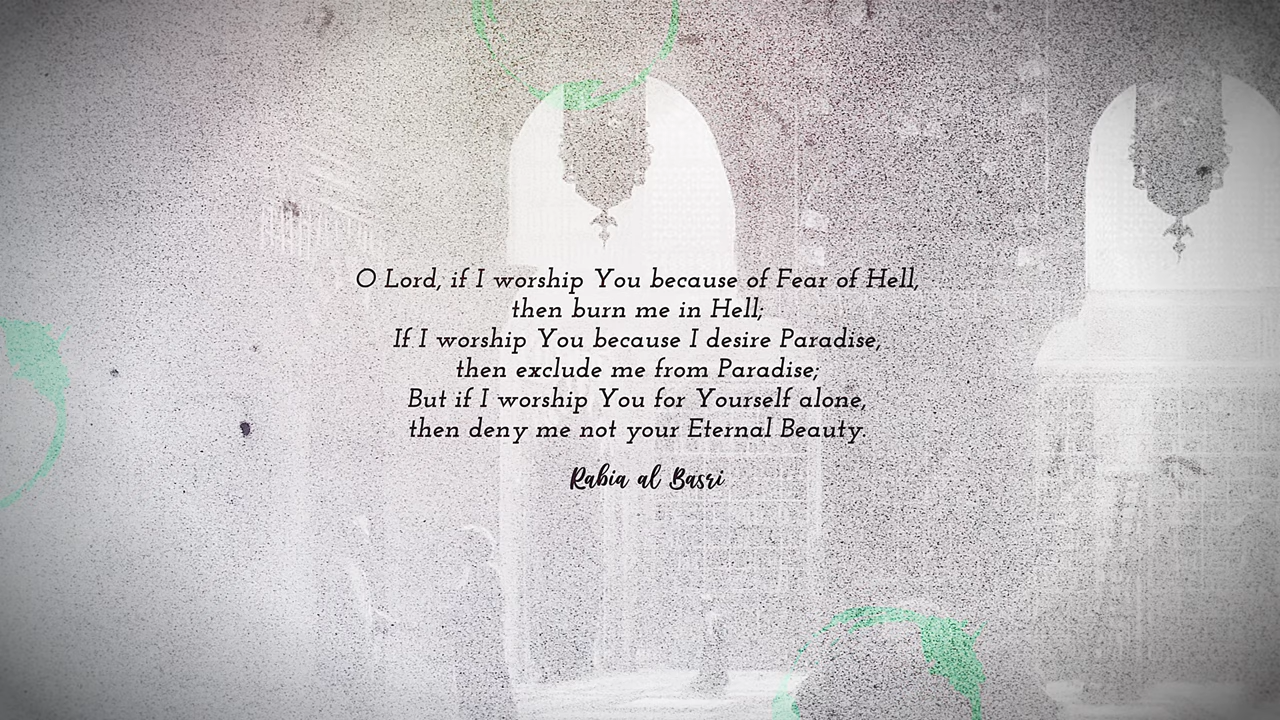 O Lord, if I worship You because of Fear of Hell,
then burn me in Hell;
If I worship You because I desire Paradise,
then exclude me from Paradise;
But if I worship You for Yourself alone,
then deny me not your Eternal Beauty.
Rabia al Basri